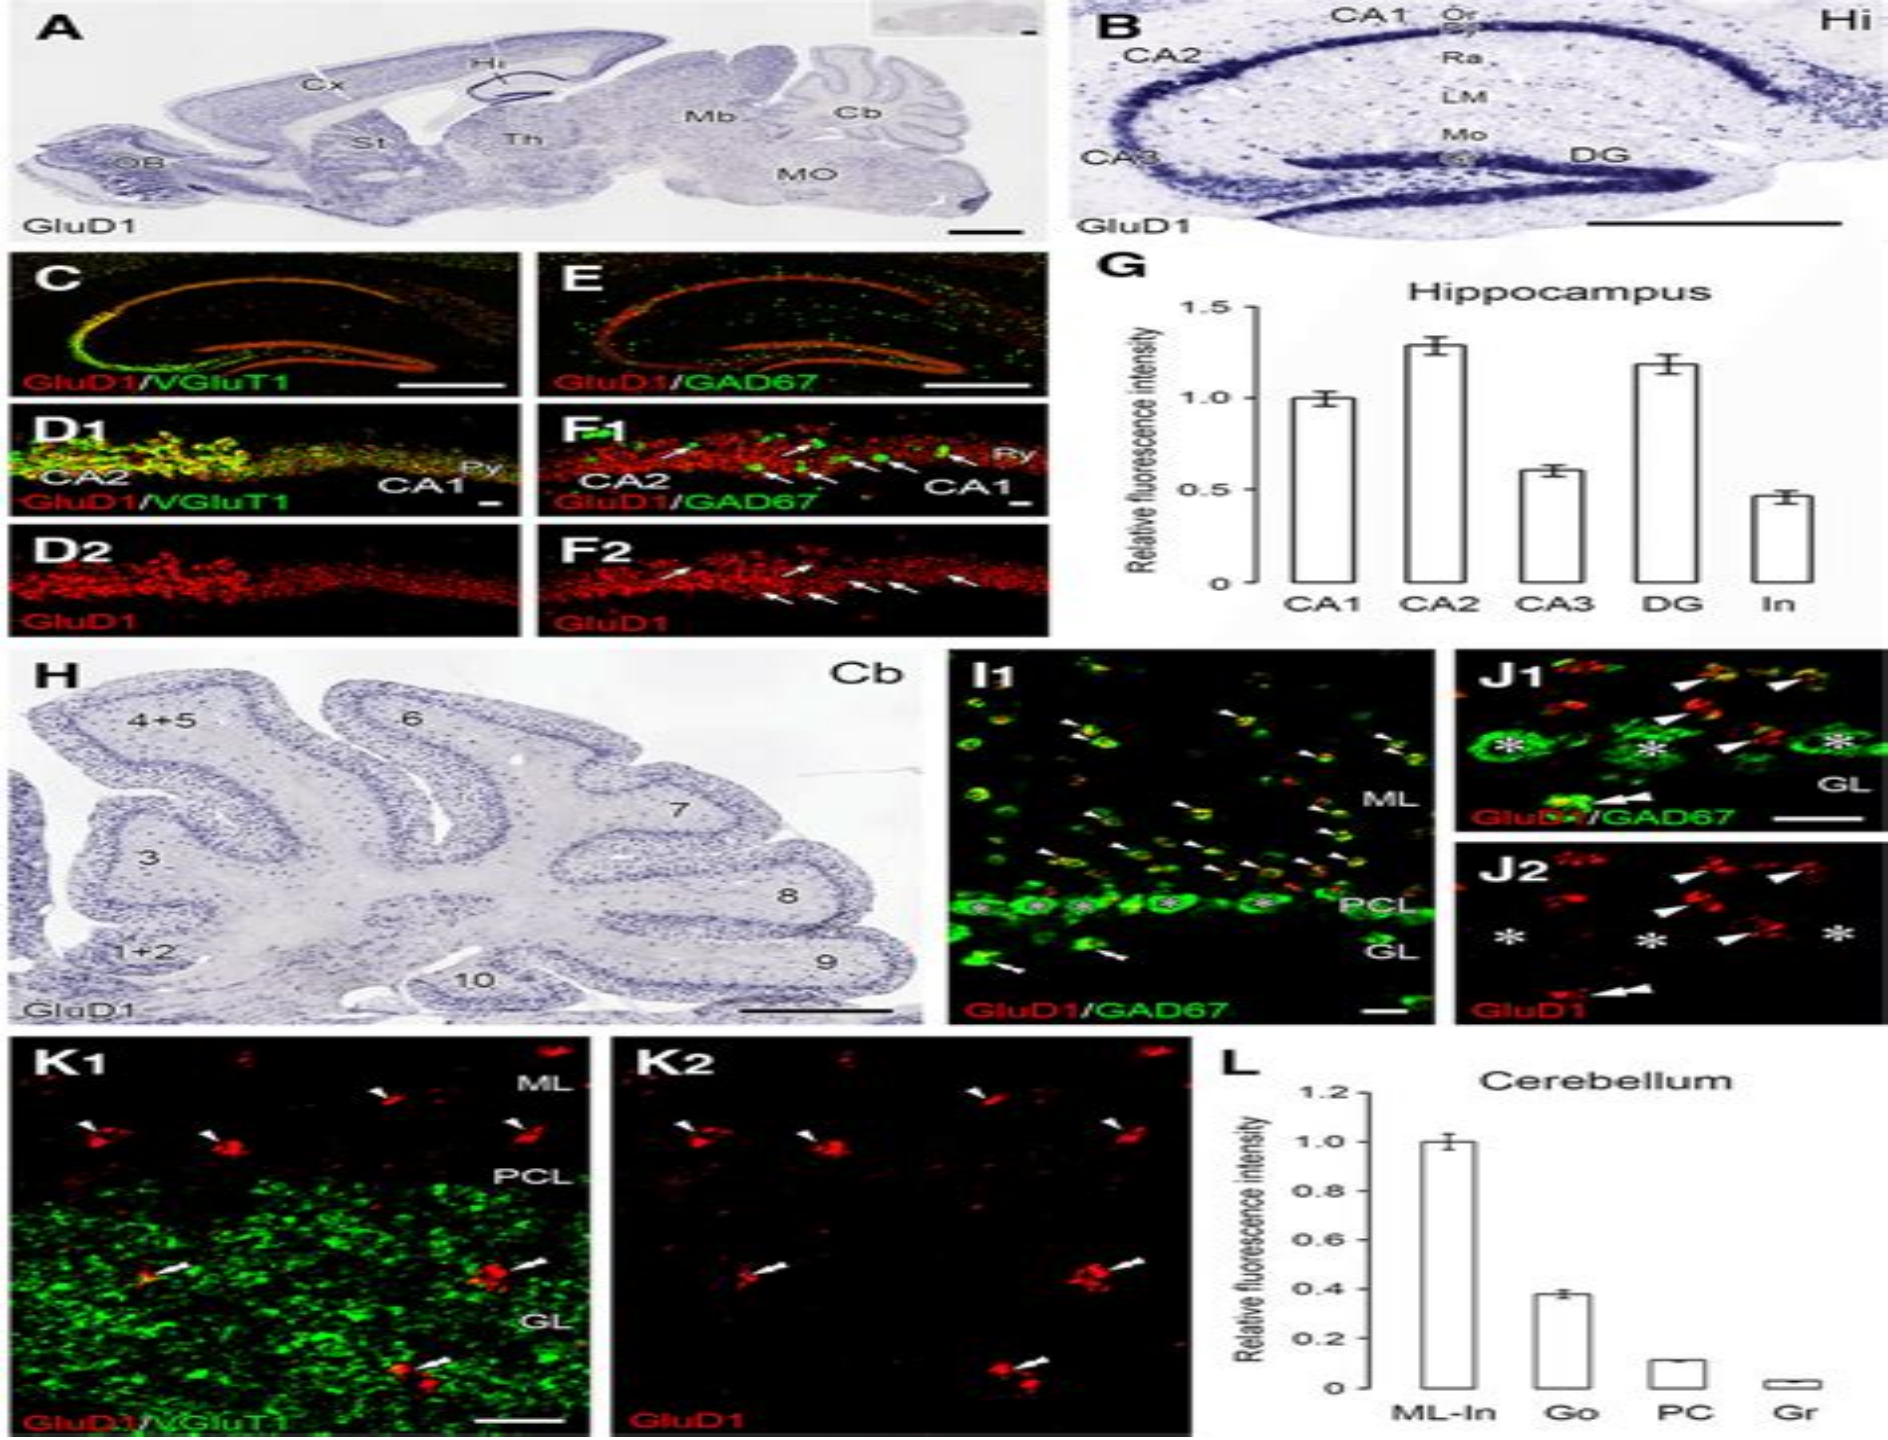 A
Cx
Hi
OB
St
Th
Mb
Cb
MO
GluD1
B
Hi
CA1
Or
CA2
Ra
LM
Mo
CA3
DG
GluD1
C
GluD1/VGluT1
E
GluD1/GAD67
D1
CA2
CA1
Py
GluD1/VGluT1
F1
CA2
CA1
Py
GluD1/GAD67
D2
GluD1
F2
GluD1
G
Hippocampus
Relative fluorescence intensity
1.5
1.0
0.5
0
CA1 CA2 CA3 DG In
H
Cb
4+5
6
7
3
8
1+2
9
10
GluD1
I1
ML
PCL
GL
GluD1/GAD67
J1
GL
GluD1/GAD67
J2
GluD1
K1
ML
PCL
GL
GluD1/VGluT1
K2
GluD1
L
Cerebellum
Relative fluorescence intensity
1.2
1.0
0.8
0.6
0.4
0.2
0
ML-In Go PC Gr